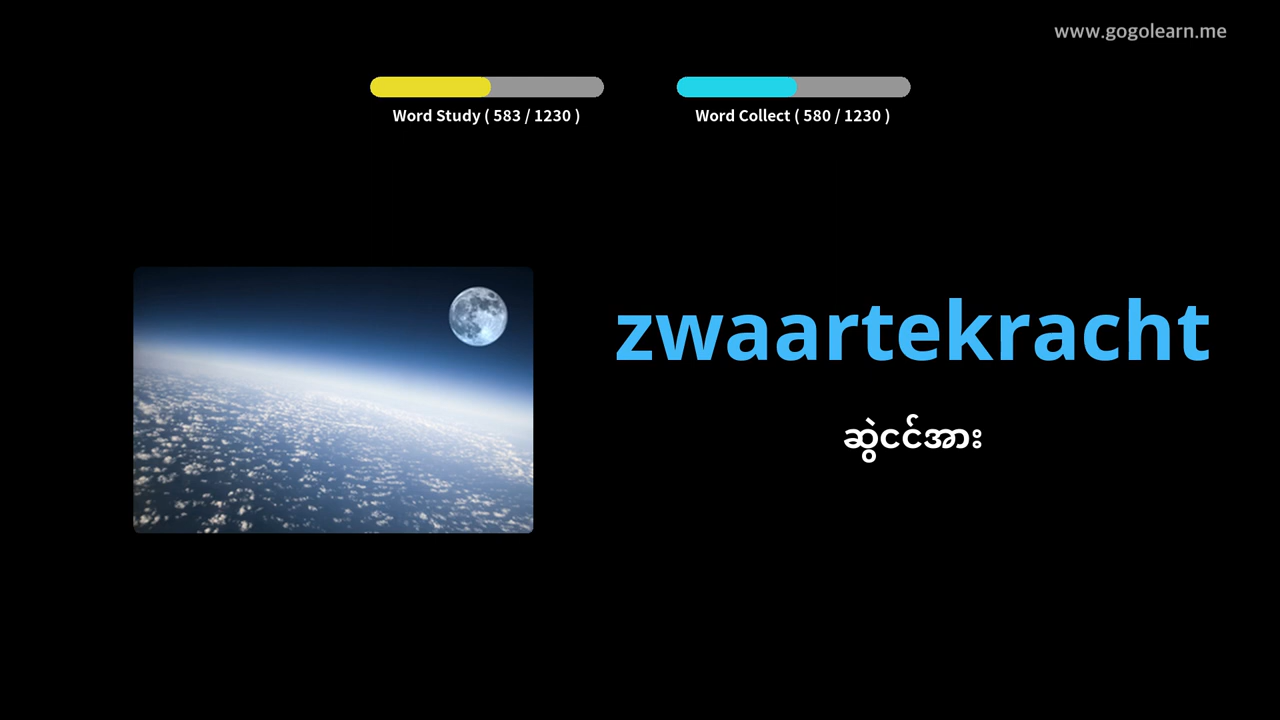 www.gogolearn.me
Word Study ( 583 / 1230 )
Word Collect ( 580 / 1230 )
zwaartekracht
ဆွဲငင်အား